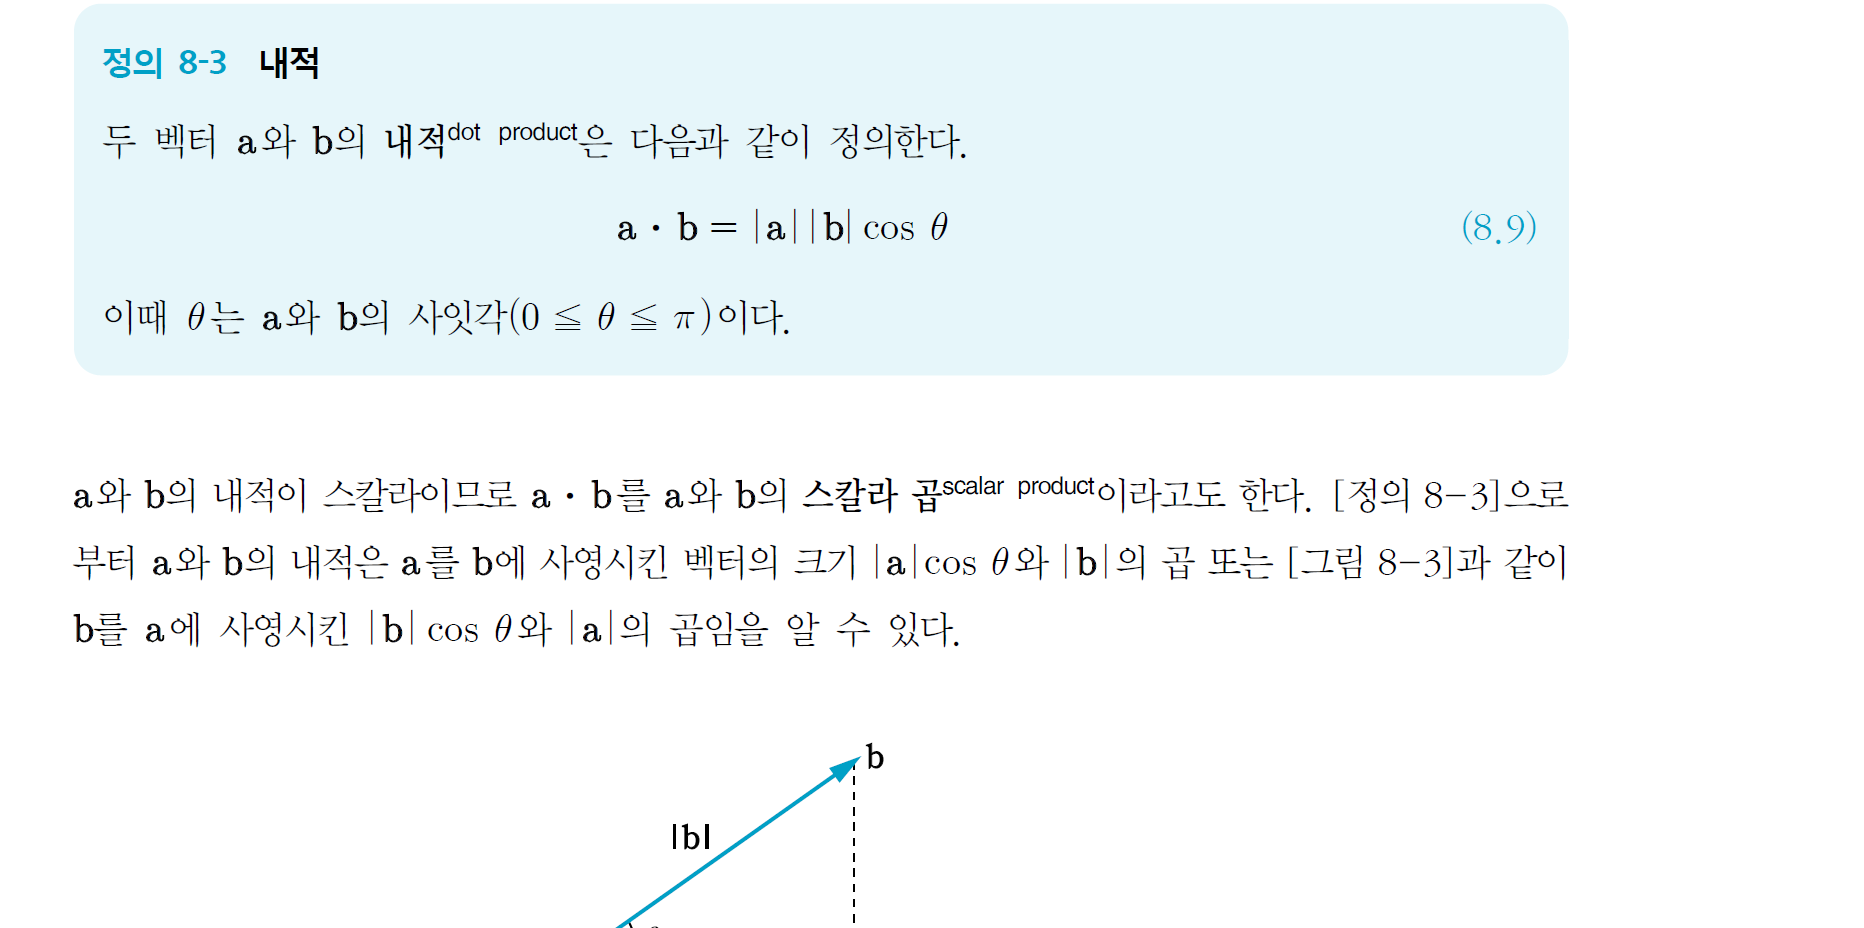 정의 8-3 내적
두 벡터 a와 b의 내적dot product은 다음과 같이 정의한다.
a · b = |a| |b| cos θ (8.9)
이때 θ는 a와 b의 사잇각(0 ≦ θ ≦ π)이다.
a와 b의 내적이 스칼라이므로 a · b를 a와 b의 스칼라 곱scalar product이라고도 한다. [정의 8-3]으로
부터 a와 b의 내적은 a를 b에 사영시킨 벡터의 크기 |a|cos θ와 |b|의 곱 또는 [그림 8-3]과 같이
b를 a에 사영시킨 |b| cos θ와 |a|의 곱임을 알 수 있다.
b
|b|